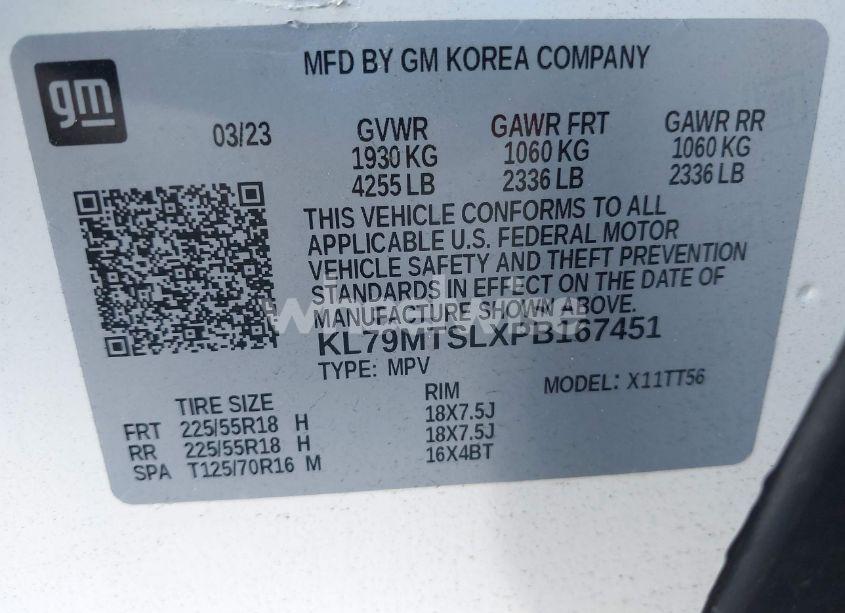 gm
MFD BY GM KOREA COMPANY
03/23 GVWR GAWR FRT GAWR RR
1930 KG 1060 KG 1060 KG
4255 LB 2336 LB 2336 LB
THIS VEHICLE CONFORMS TO ALL
APPLICABLE U.S. FEDERAL MOTOR
VEHICLE SAFETY AND THEFT PREVENTION
STANDARDS IN EFFECT ON THE DATE OF
MANUFACTURE SHOWN ABOVE.
KL79MTSLXPB167451
TYPE: MPV MODEL: X11TT56
TIRE SIZE RIM
FRT 225/55R18 H 18X7.5J
RR 225/55R18 H 18X7.5J
SPA T125/70R16 M 16X4BT